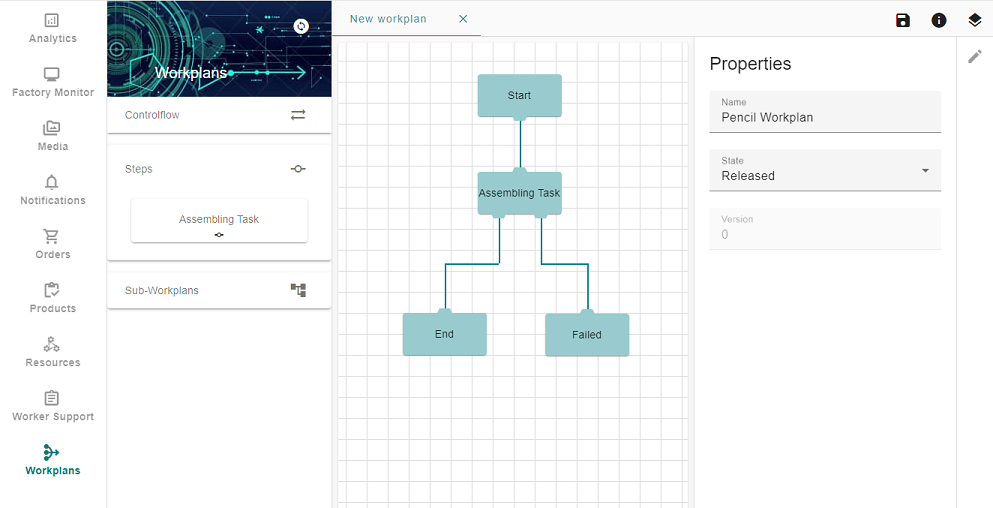 Analytics
Factory Monitor
Media
Notifications
Orders
Products
Resources
Worker Support
Workplans
Workplans
Controlflow
Steps
Assembling Task
Sub-Workplans
New workplan
Start
Assembling Task
End
Failed
Properties
Name
Pencil Workplan
State
Released
Version
0